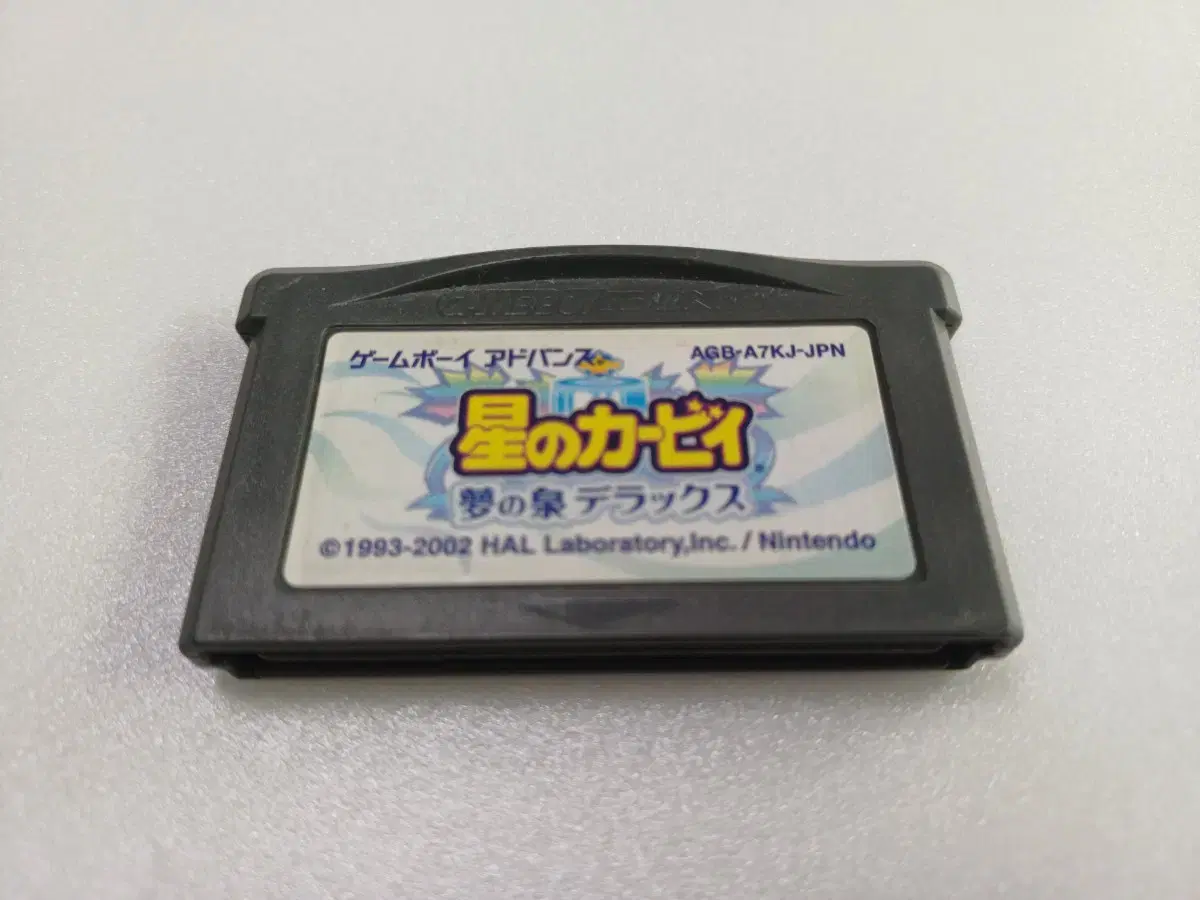 ゲームボーイ アドバンス
AGB-A7KJ-JPN
星のカービィ
夢の泉 デラックス
©1993-2002 HAL Laboratory,Inc. / Nintendo